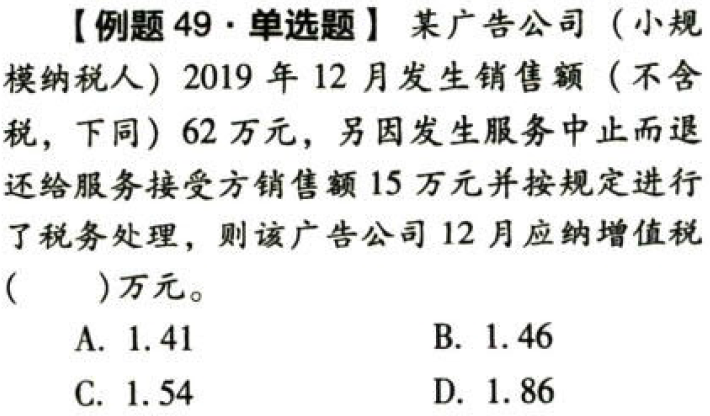 【例题 49·单选题】 某广告公司（小规
模纳税人）2019 年 12 月发生销售额（不含
税，下同）62 万元，另因发生服务中止而退
还给服务接受方销售额 15 万元并按规定进行
了税务处理，则该广告公司 12 月应纳增值税
(　　)万元。
A. 1.41　　B. 1.46
C. 1.54　　D. 1.86